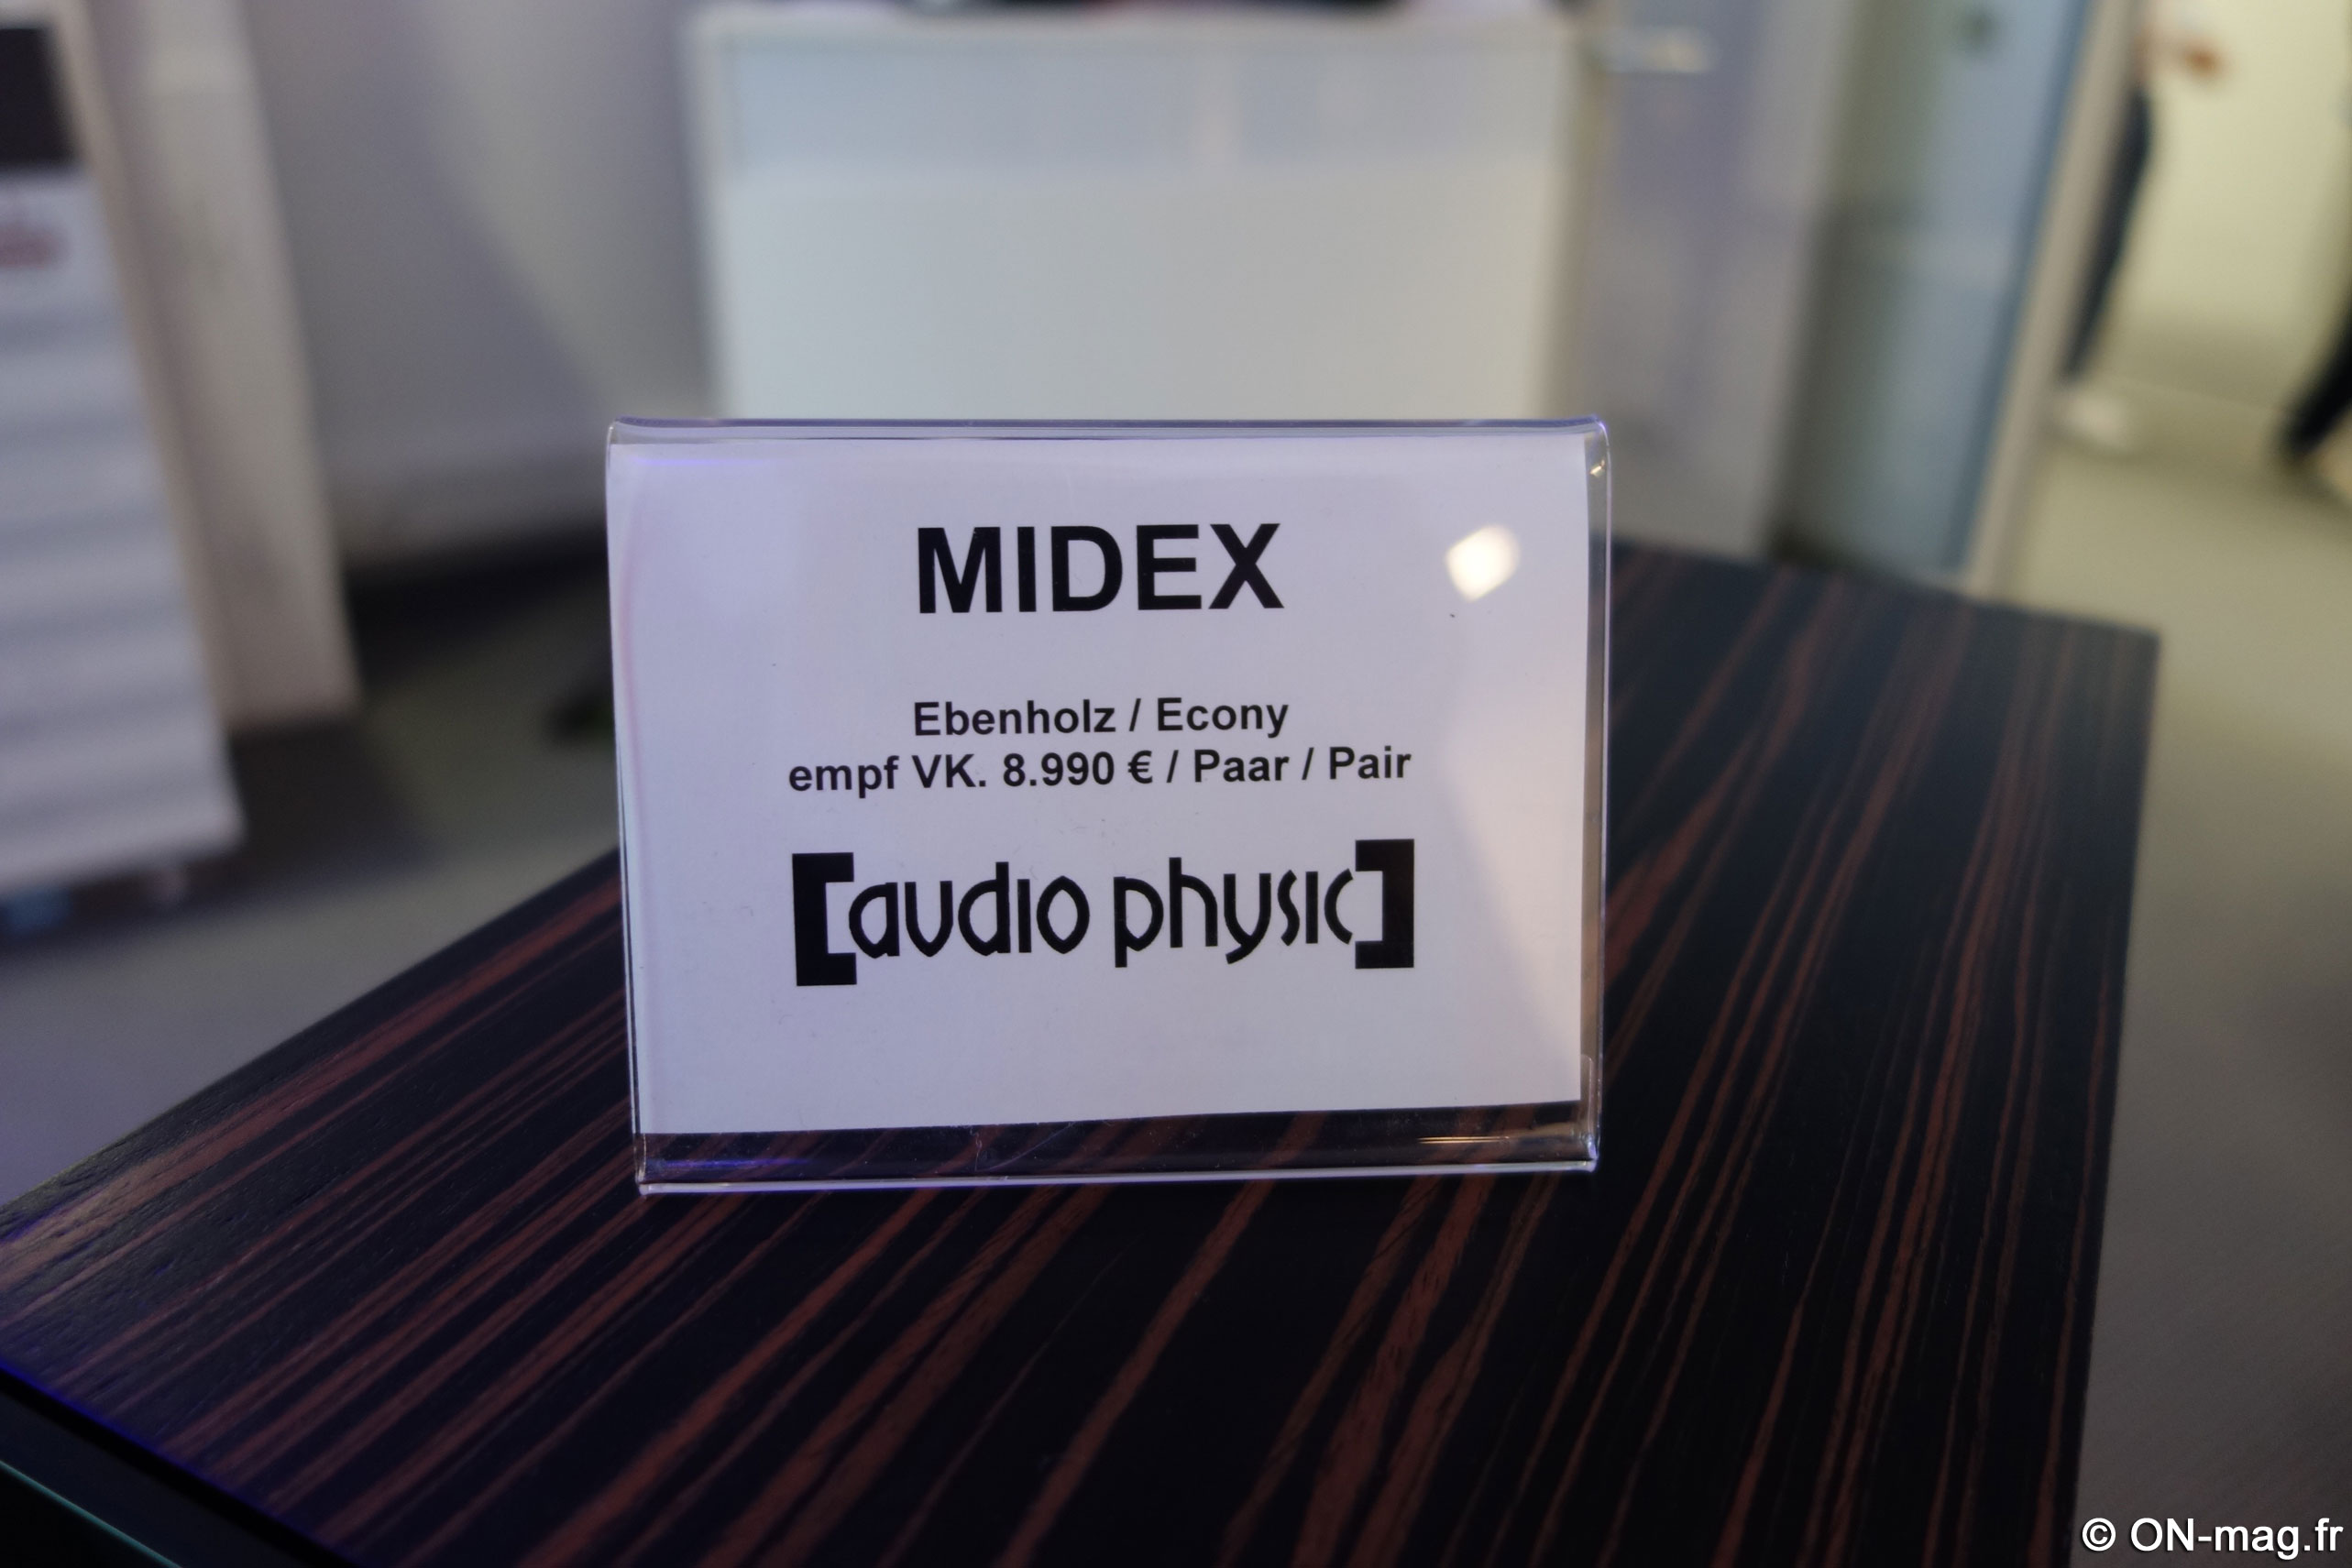 MIDEX
Ebenholz / Econy
empf VK. 8.990 € / Paar / Pair
[audio physic]
© ON-mag.fr